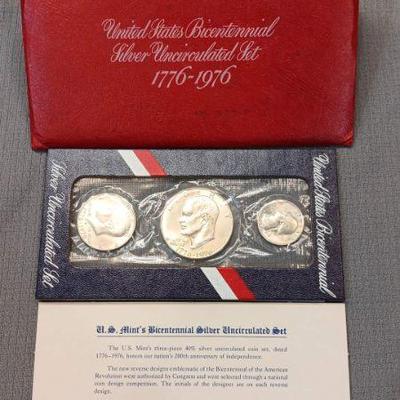 United States Bicentennial
Silver Uncirculated Set
1776-1976
Silver Uncirculated Set
United States Bicentennial
1776-1976
U.S. Mint's Bicentennial Silver Uncirculated Set
The U.S. Mint's three-piece 40% silver uncirculated coin set, dated
1776-1976, honors our nation's 200th anniversary of independence.
The new reverse designs emblematic of the Bicentennial of the American
Revolution were authorized by Congress and were selected through a national
coin design competition. The initials of the designers are on each reverse
design.